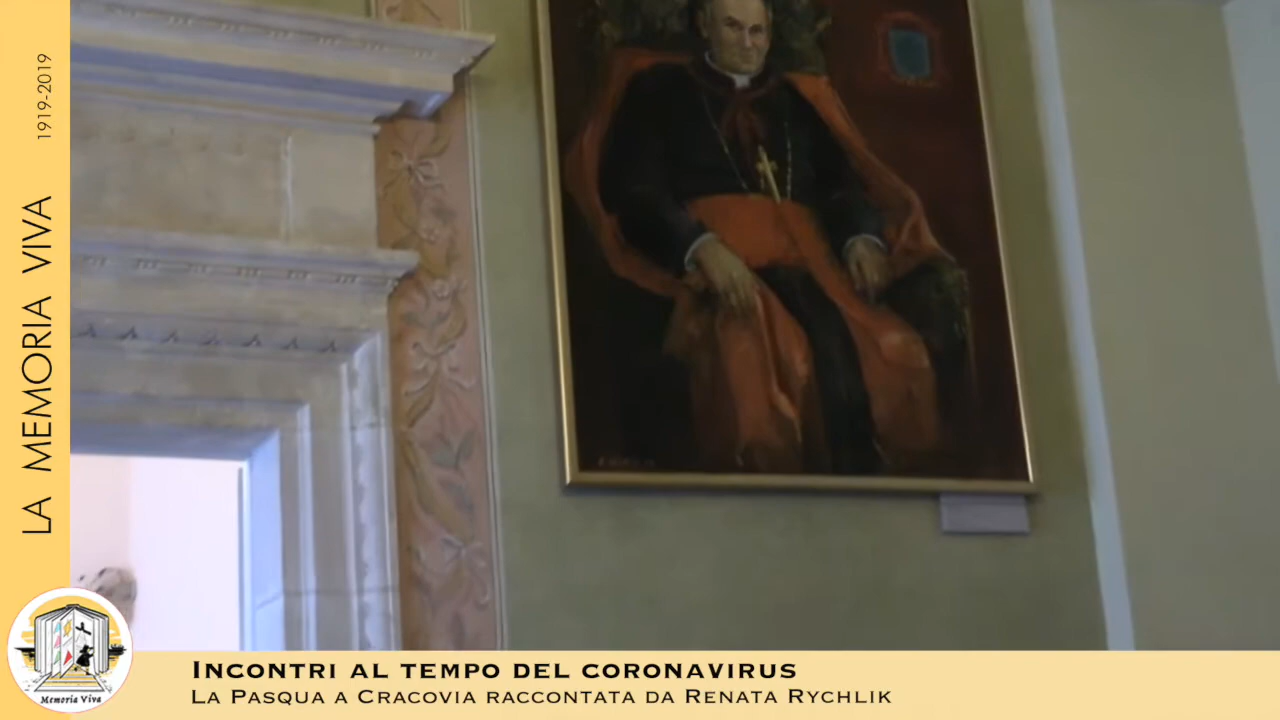 1919-2019
LA MEMORIA VIVA
Memoria Viva
INCONTRI AL TEMPO DEL CORONAVIRUS
LA PASQUA A CRACOVIA RACCONTATA DA RENATA RYCHLIK